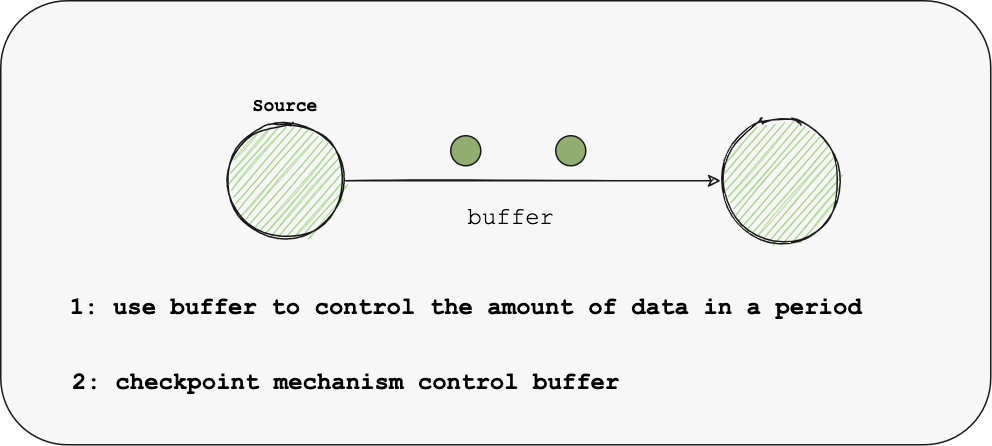 Source
buffer
1: use buffer to control the amount of data in a period
2: checkpoint mechanism control buffer